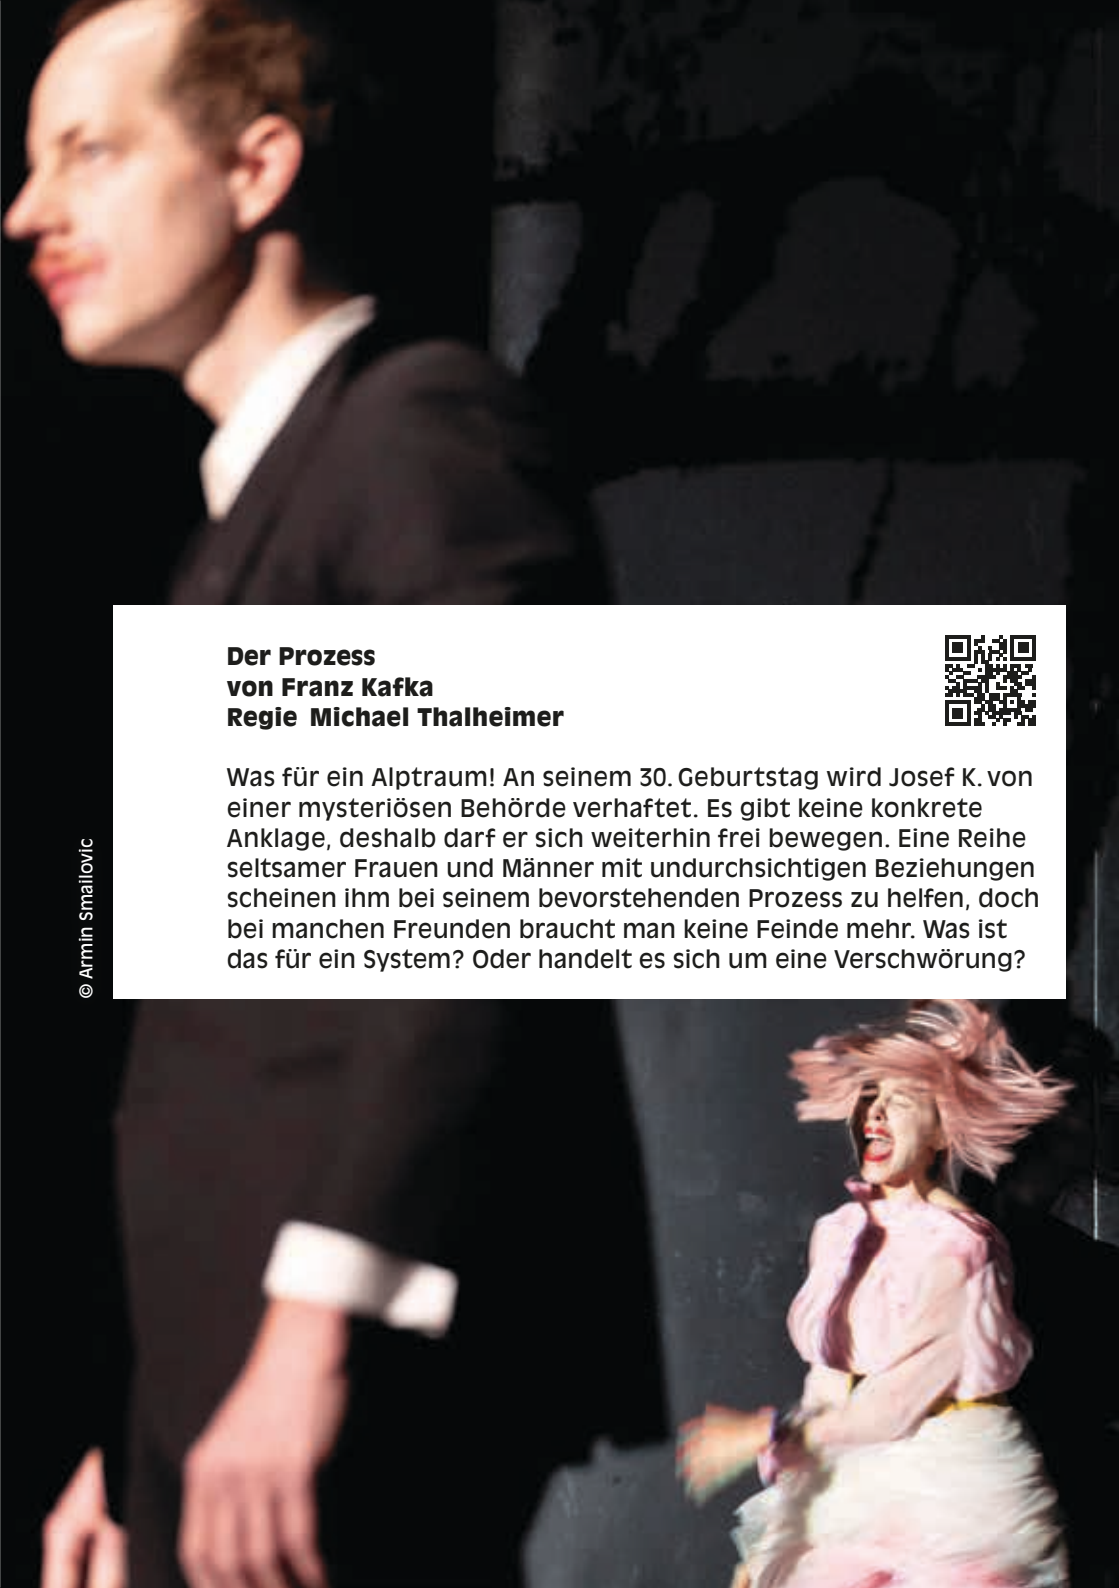 Der Prozess
von Franz Kafka
Regie Michael Thalheimer
Was für ein Alptraum! An seinem 30. Geburtstag wird Josef K. von
einer mysteriösen Behörde verhaftet. Es gibt keine konkrete
Anklage, deshalb darf er sich weiterhin frei bewegen. Eine Reihe
seltsamer Frauen und Männer mit undurchsichtigen Beziehungen
scheinen ihm bei seinem bevorstehenden Prozess zu helfen, doch
bei manchen Freunden braucht man keine Feinde mehr. Was ist
das für ein System? Oder handelt es sich um eine Verschwörung?
© Armin Smailovic